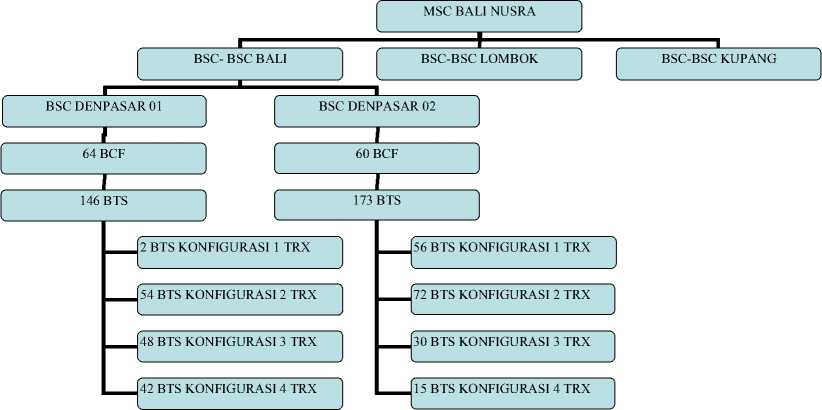 MSC BALI NUSRA
BSC- BSC BALI
BSC-BSC LOMBOK
BSC-BSC KUPANG
BSC DENPASAR 01
BSC DENPASAR 02
64 BCF
60 BCF
146 BTS
173 BTS
2 BTS KONFIGURASI 1 TRX
54 BTS KONFIGURASI 2 TRX
48 BTS KONFIGURASI 3 TRX
42 BTS KONFIGURASI 4 TRX
56 BTS KONFIGURASI 1 TRX
72 BTS KONFIGURASI 2 TRX
30 BTS KONFIGURASI 3 TRX
15 BTS KONFIGURASI 4 TRX